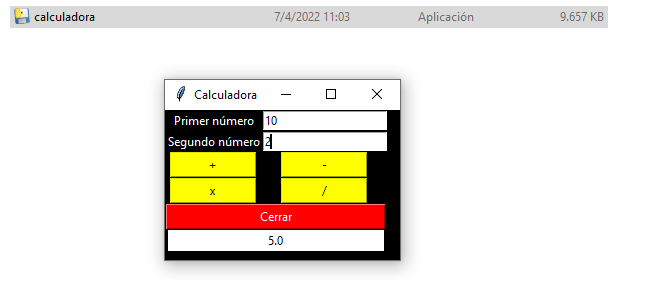 calculadora 7/4/2022 11:03 Aplicación 9.657 KB
Calculadora
Primer número 10
Segundo número 2
+ -
x /
Cerrar
5.0